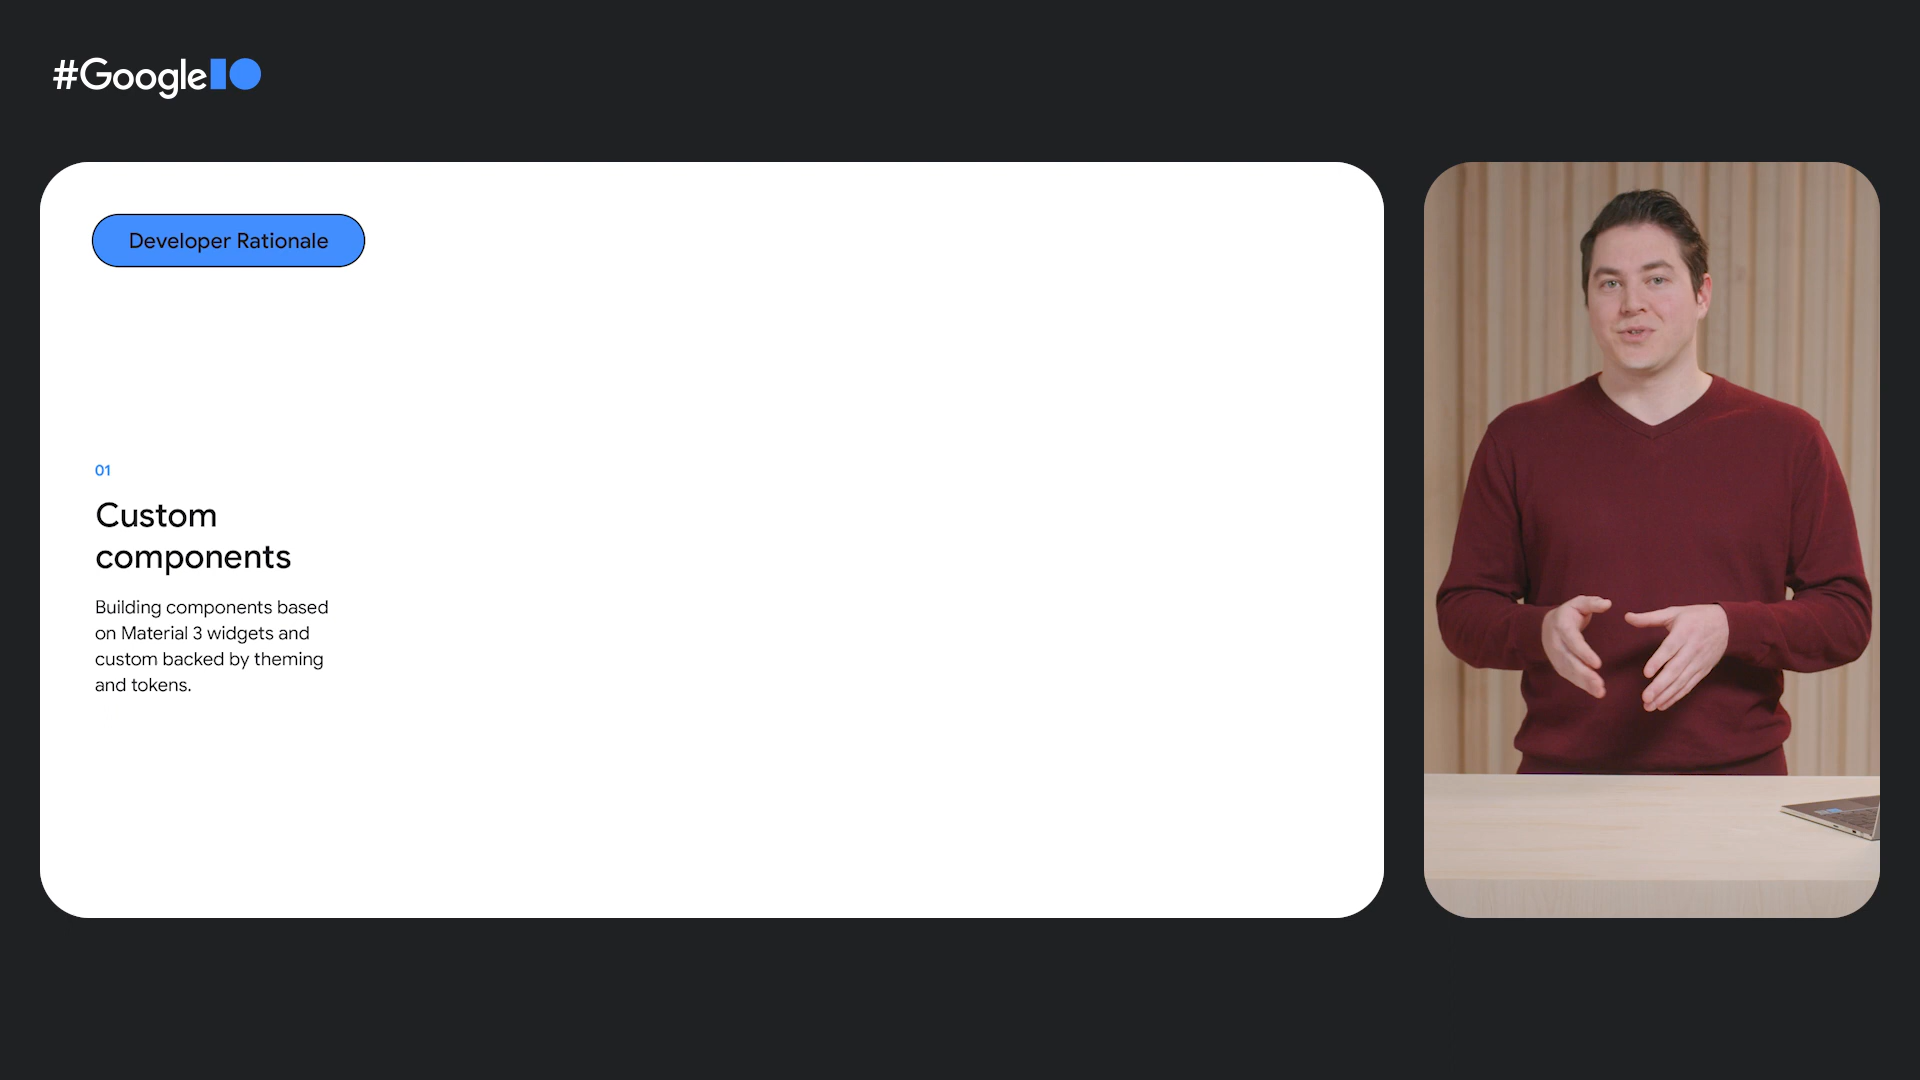 #GoogleIO
Developer Rationale
01
Custom
components
Building components based
on Material 3 widgets and
custom backed by theming
and tokens.